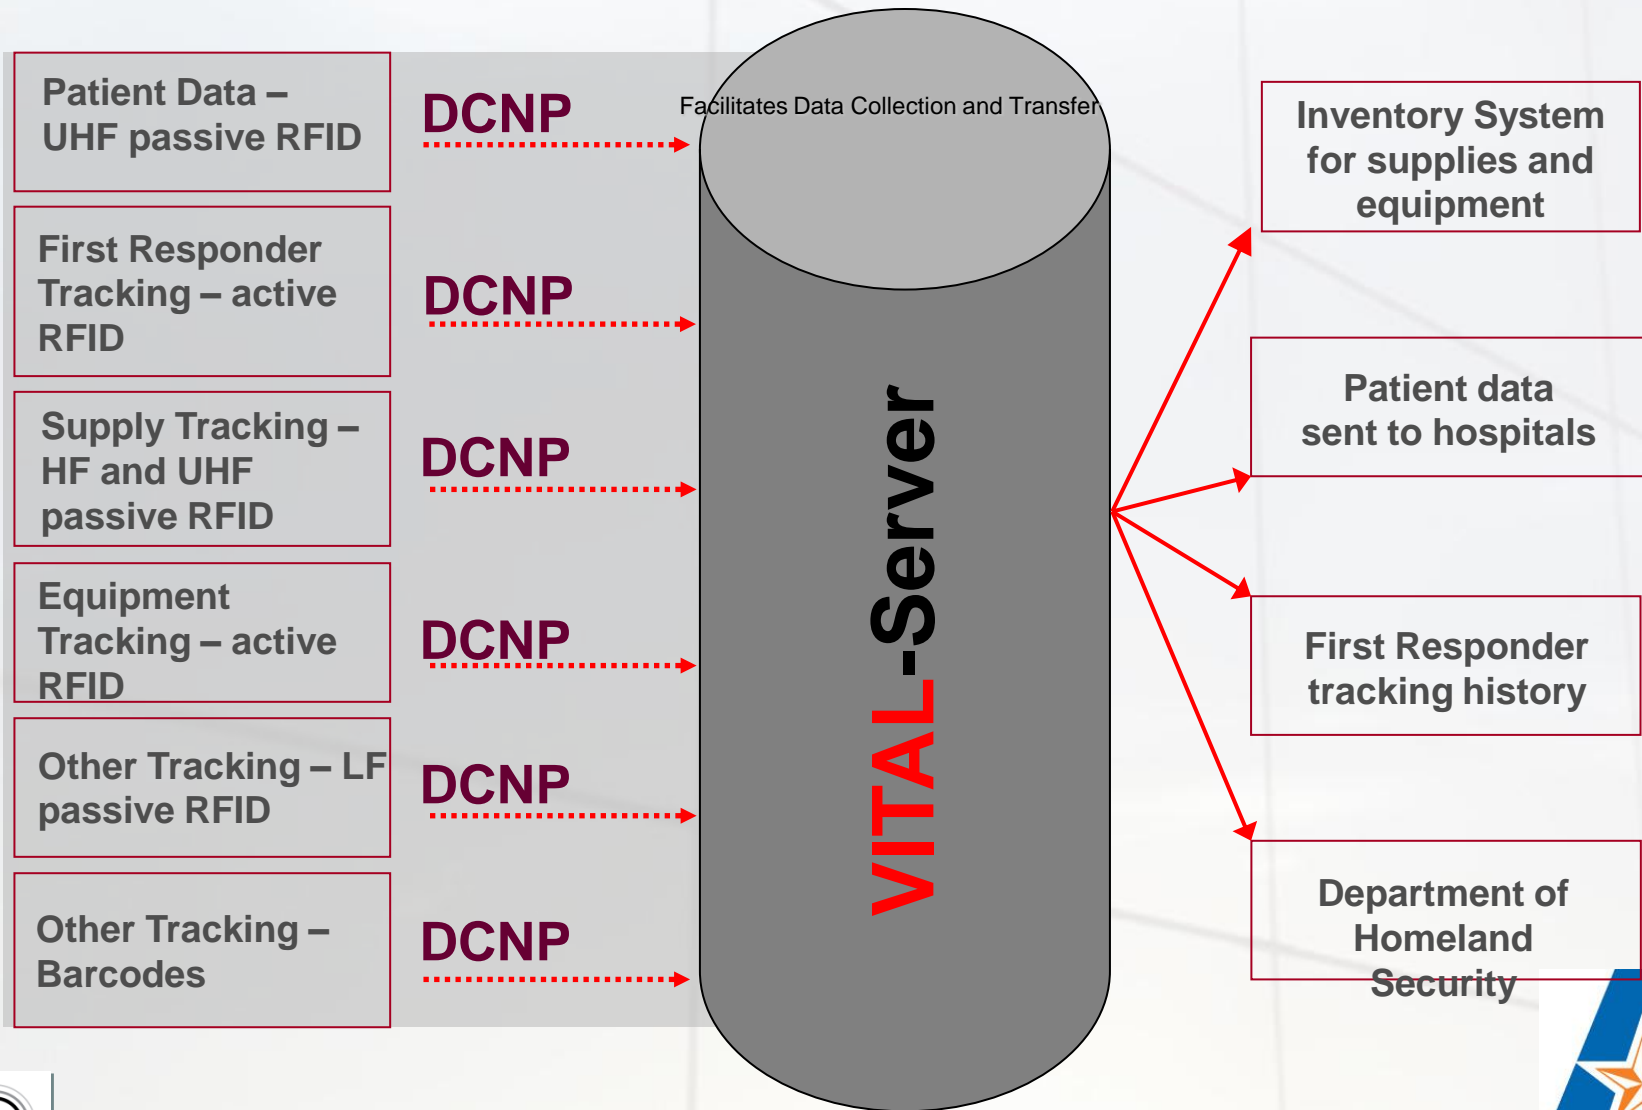 Patient Data –
UHF passive RFID
DCNP
First Responder
Tracking – active
RFID
DCNP
Supply Tracking –
HF and UHF
passive RFID
DCNP
Equipment
Tracking – active
RFID
DCNP
Other Tracking – LF
passive RFID
DCNP
Other Tracking –
Barcodes
DCNP
Facilitates Data Collection and Transfer
VITAL-Server
Inventory System
for supplies and
equipment
Patient data
sent to hospitals
First Responder
tracking history
Department of
Homeland
Security